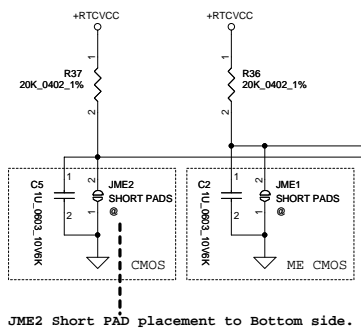 +RTCVCC
+RTCVCC
1
1
R37
20K_0402_1%
R36
20K_0402_1%
2
2
C5
1U_0603_10V6K
1
2
2
1
JME2
SHORT PADS
@
CMOS
C2
1U_0603_10V6K
1
2
2
1
JME1
SHORT PADS
@
ME CMOS
JME2 Short PAD placement to Bottom side.